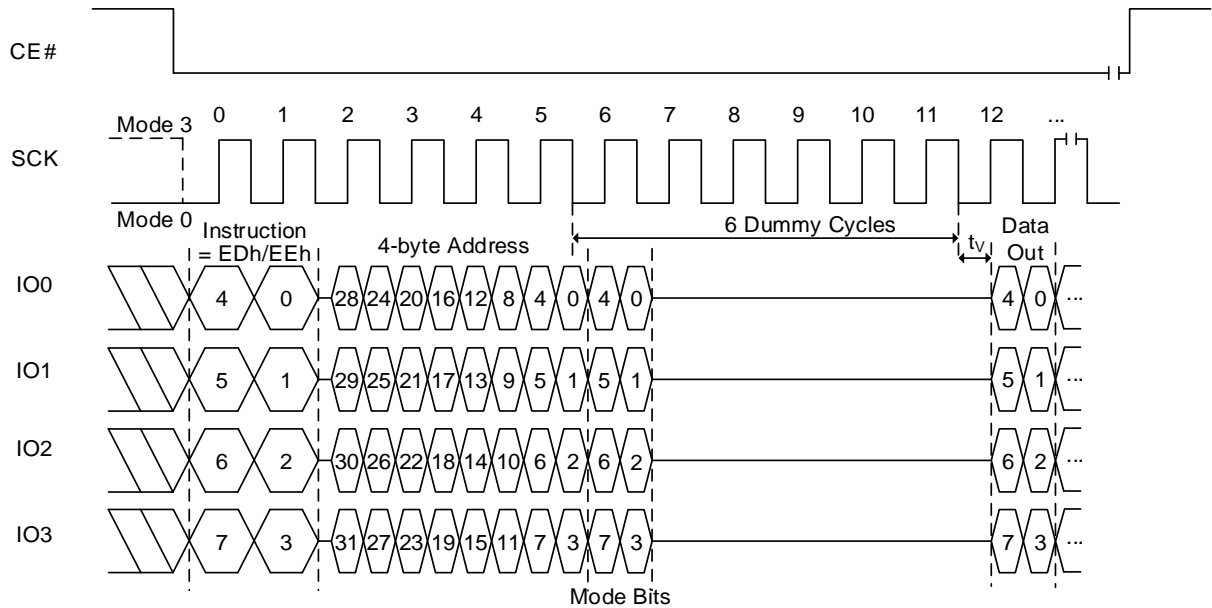 CE#
0 1 2 3 4 5 6 7 8 9 10 11 12 ...
Mode 3
SCK
Mode 0
Instruction
= EDh/EEh
4-byte Address
6 Dummy Cycles
tV
Data
Out
IO0 4 0 28 24 20 16 12 8 4 0 4 0 4 0 ...
IO1 5 1 29 25 21 17 13 9 5 1 5 1 5 1 ...
IO2 6 2 30 26 22 18 14 10 6 2 6 2 6 2 ...
IO3 7 3 31 27 23 19 15 11 7 3 7 3 7 3 ...
Mode Bits